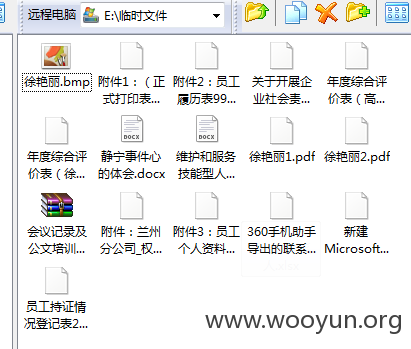 远程电脑 E:\临时文件
徐艳丽.bmp
附件1：（正式打印表...
附件2：员工履历表99...
关于开展企业社会责...
年度综合评价表（高...
年度综合评价表（徐...
静宁事件心的体会.docx
维护和服务技能型人...
徐艳丽1.pdf
徐艳丽2.pdf
会议记录及公文培训...
附件：兰州分公司_权...
附件3：员工个人资料...
360手机助手导出的联系...
新建 Microsoft...
员工持证情况登记表2...
www.wooyun.org
DOCX
DOCX